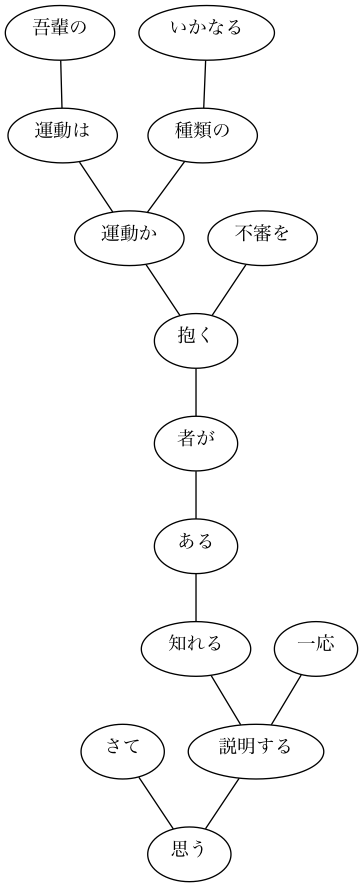 吾輩の いかなる
運動は 種類の
運動か 不審を
抱く
者が
ある
知れる 一応
さて 説明する
思う